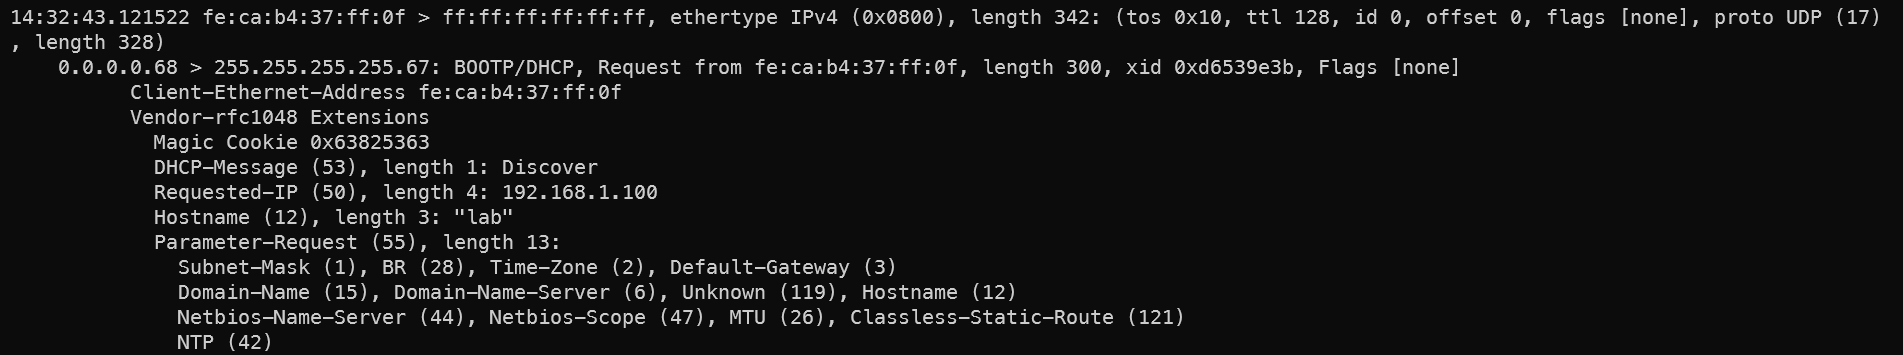 14:32:43.121522 fe:ca:b4:37:ff:0f > ff:ff:ff:ff:ff:ff, ethertype IPv4 (0x0800), length 342: (tos 0x10, ttl 128, id 0, offset 0, flags [none], proto UDP (17)
, length 328)
    0.0.0.0.68 > 255.255.255.255.67: BOOTP/DHCP, Request from fe:ca:b4:37:ff:0f, length 300, xid 0xd6539e3b, Flags [none]
          Client-Ethernet-Address fe:ca:b4:37:ff:0f
          Vendor-rfc1048 Extensions
            Magic Cookie 0x63825363
            DHCP-Message (53), length 1: Discover
            Requested-IP (50), length 4: 192.168.1.100
            Hostname (12), length 3: "lab"
            Parameter-Request (55), length 13:
              Subnet-Mask (1), BR (28), Time-Zone (2), Default-Gateway (3)
              Domain-Name (15), Domain-Name-Server (6), Unknown (119), Hostname (12)
              Netbios-Name-Server (44), Netbios-Scope (47), MTU (26), Classless-Static-Route (121)
              NTP (42)